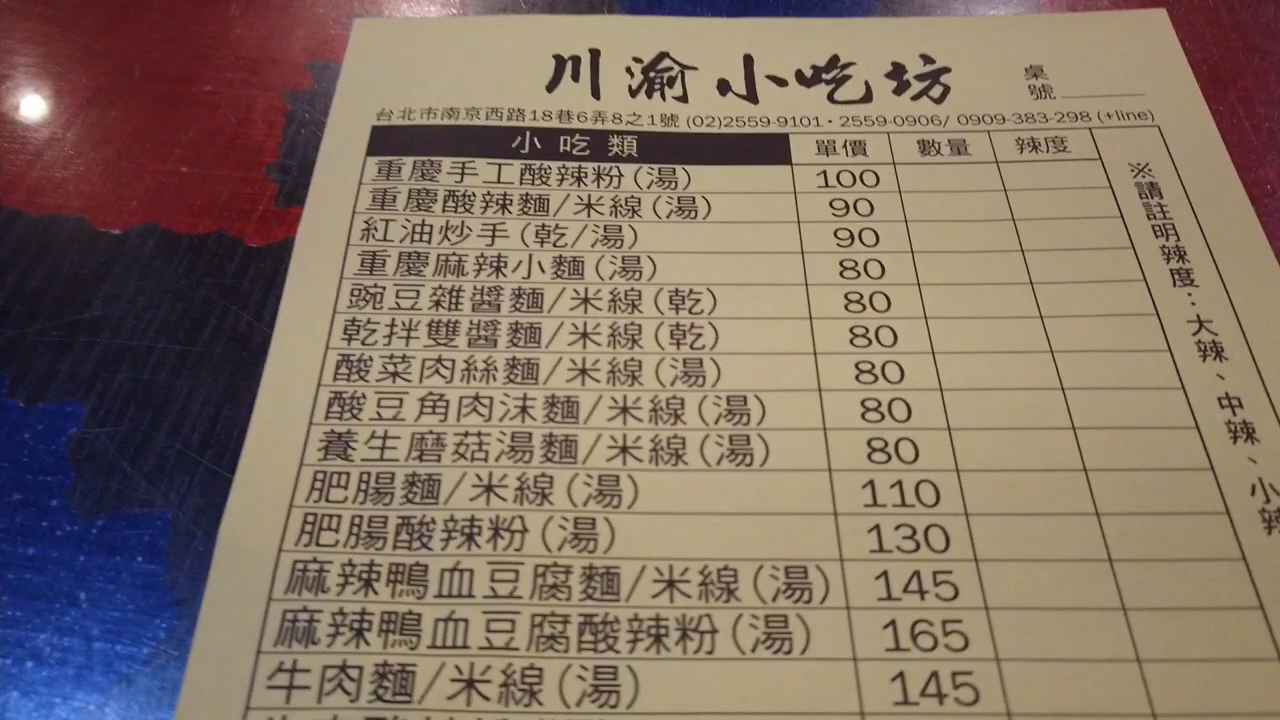 川渝小吃坊
桌號
台北市南京西路18巷6弄8之1號 (02)2559-9101・2559-0906/ 0909-383-298 (+line)
小吃類 單價 數量 辣度
重慶手工酸辣粉(湯) 100
重慶酸辣麵/米線(湯) 90
紅油炒手(乾/湯) 90
重慶麻辣小麵(湯) 80
豌豆雜醬麵/米線(乾) 80
乾拌雙醬麵/米線(乾) 80
酸菜肉絲麵/米線(湯) 80
酸豆角肉沫麵/米線(湯) 80
養生磨菇湯麵/米線(湯) 80
肥腸麵/米線(湯) 110
肥腸酸辣粉(湯) 130
麻辣鴨血豆腐麵/米線(湯) 145
麻辣鴨血豆腐酸辣粉(湯) 165
牛肉麵/米線(湯) 145
※請註明辣度:大辣、中辣、小辣